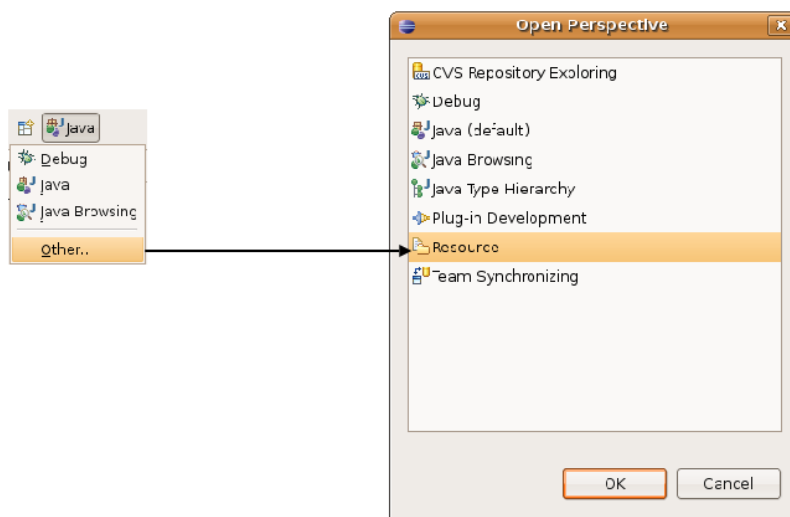 Java
Debug
Java
Java Browsing
Other..
Open Perspective
CVS Repository Exploring
Debug
Java (default)
Java Browsing
Java Type Hierarchy
Plug-in Development
Resource
Team Synchronizing
OK
Cancel